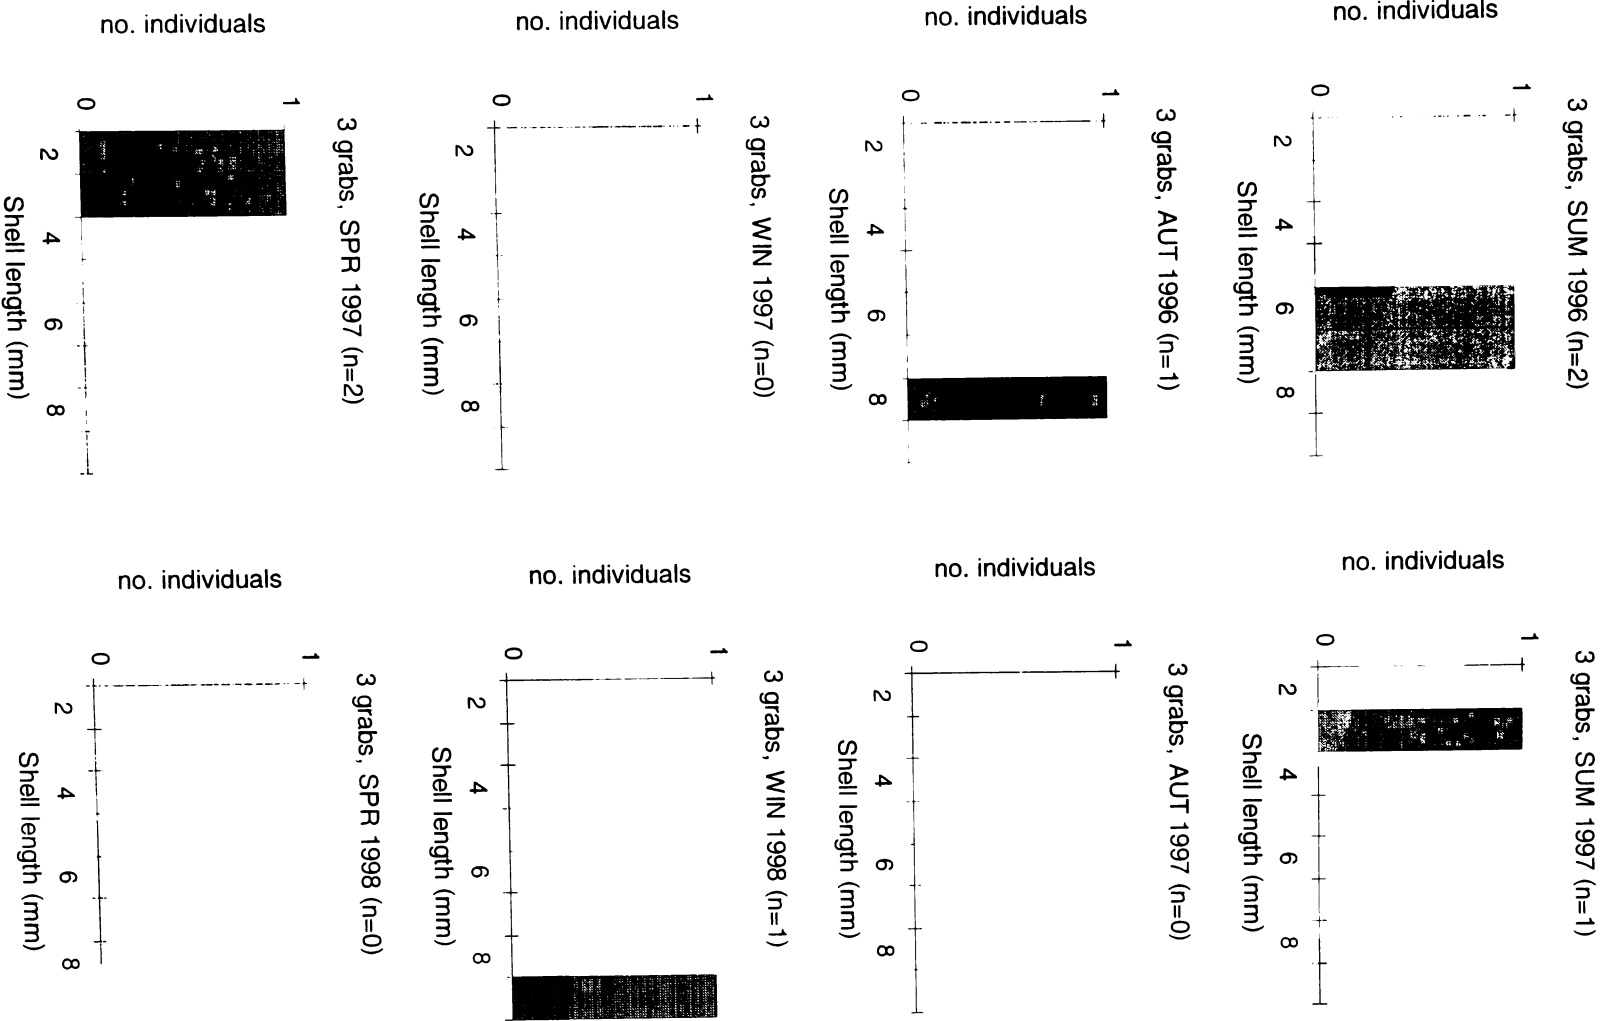 3 grabs, SUM 1996 (n=2)
no. individuals
1
0
2 4 6 8
Shell length (mm)
3 grabs, SUM 1997 (n=1)
no. individuals
1
0
2 4 6 8
Shell length (mm)
3 grabs, AUT 1996 (n=1)
no. individuals
1
0
2 4 6 8
Shell length (mm)
3 grabs, AUT 1997 (n=0)
no. individuals
1
0
2 4 6 8
Shell length (mm)
3 grabs, WIN 1997 (n=0)
no. individuals
1
0
2 4 6 8
Shell length (mm)
3 grabs, WIN 1998 (n=1)
no. individuals
1
0
2 4 6 8
Shell length (mm)
3 grabs, SPR 1997 (n=2)
no. individuals
1
0
2 4 6 8
Shell length (mm)
3 grabs, SPR 1998 (n=0)
no. individuals
1
0
2 4 6 8
Shell length (mm)